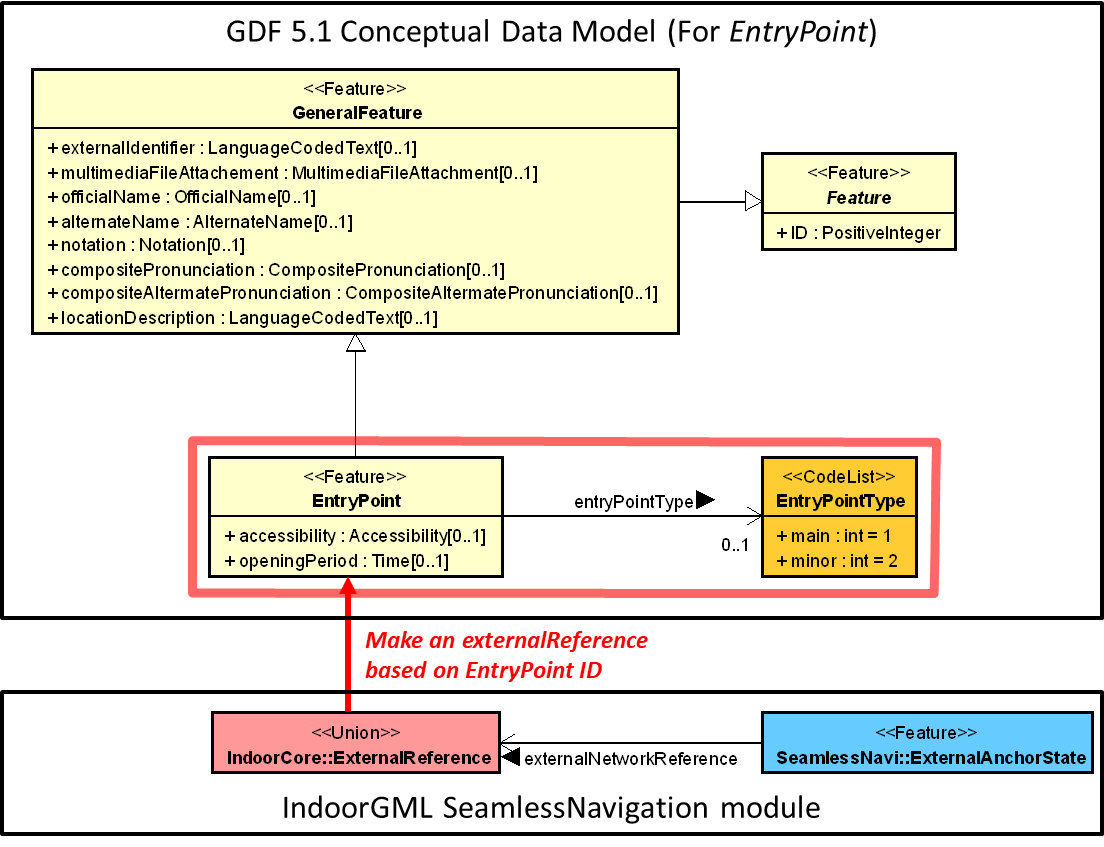 GDF 5.1 Conceptual Data Model (For EntryPoint)
<<Feature>>
GeneralFeature
+externalIdentifier : LanguageCodedText[0..1]
+multimediaFileAttachement : MultimediaFileAttachment[0..1]
+officialName : OfficialName[0..1]
+alternateName : AlternateName[0..1]
+notation : Notation[0..1]
+compositePronunciation : CompositePronunciation[0..1]
+compositeAltermatePronunciation : CompositeAltermatePronunciation[0..1]
+locationDescription : LanguageCodedText[0..1]
<<Feature>>
Feature
+ID : PositiveInteger
<<Feature>>
EntryPoint
+accessibility : Accessibility[0..1]
+openingPeriod : Time[0..1]
entryPointType
0..1
<<CodeList>>
EntryPointType
+main : int = 1
+minor : int = 2
Make an externalReference
based on EntryPoint ID
<<Union>>
IndoorCore::ExternalReference
externalNetworkReference
<<Feature>>
SeamlessNavi::ExternalAnchorState
IndoorGML SeamlessNavigation module